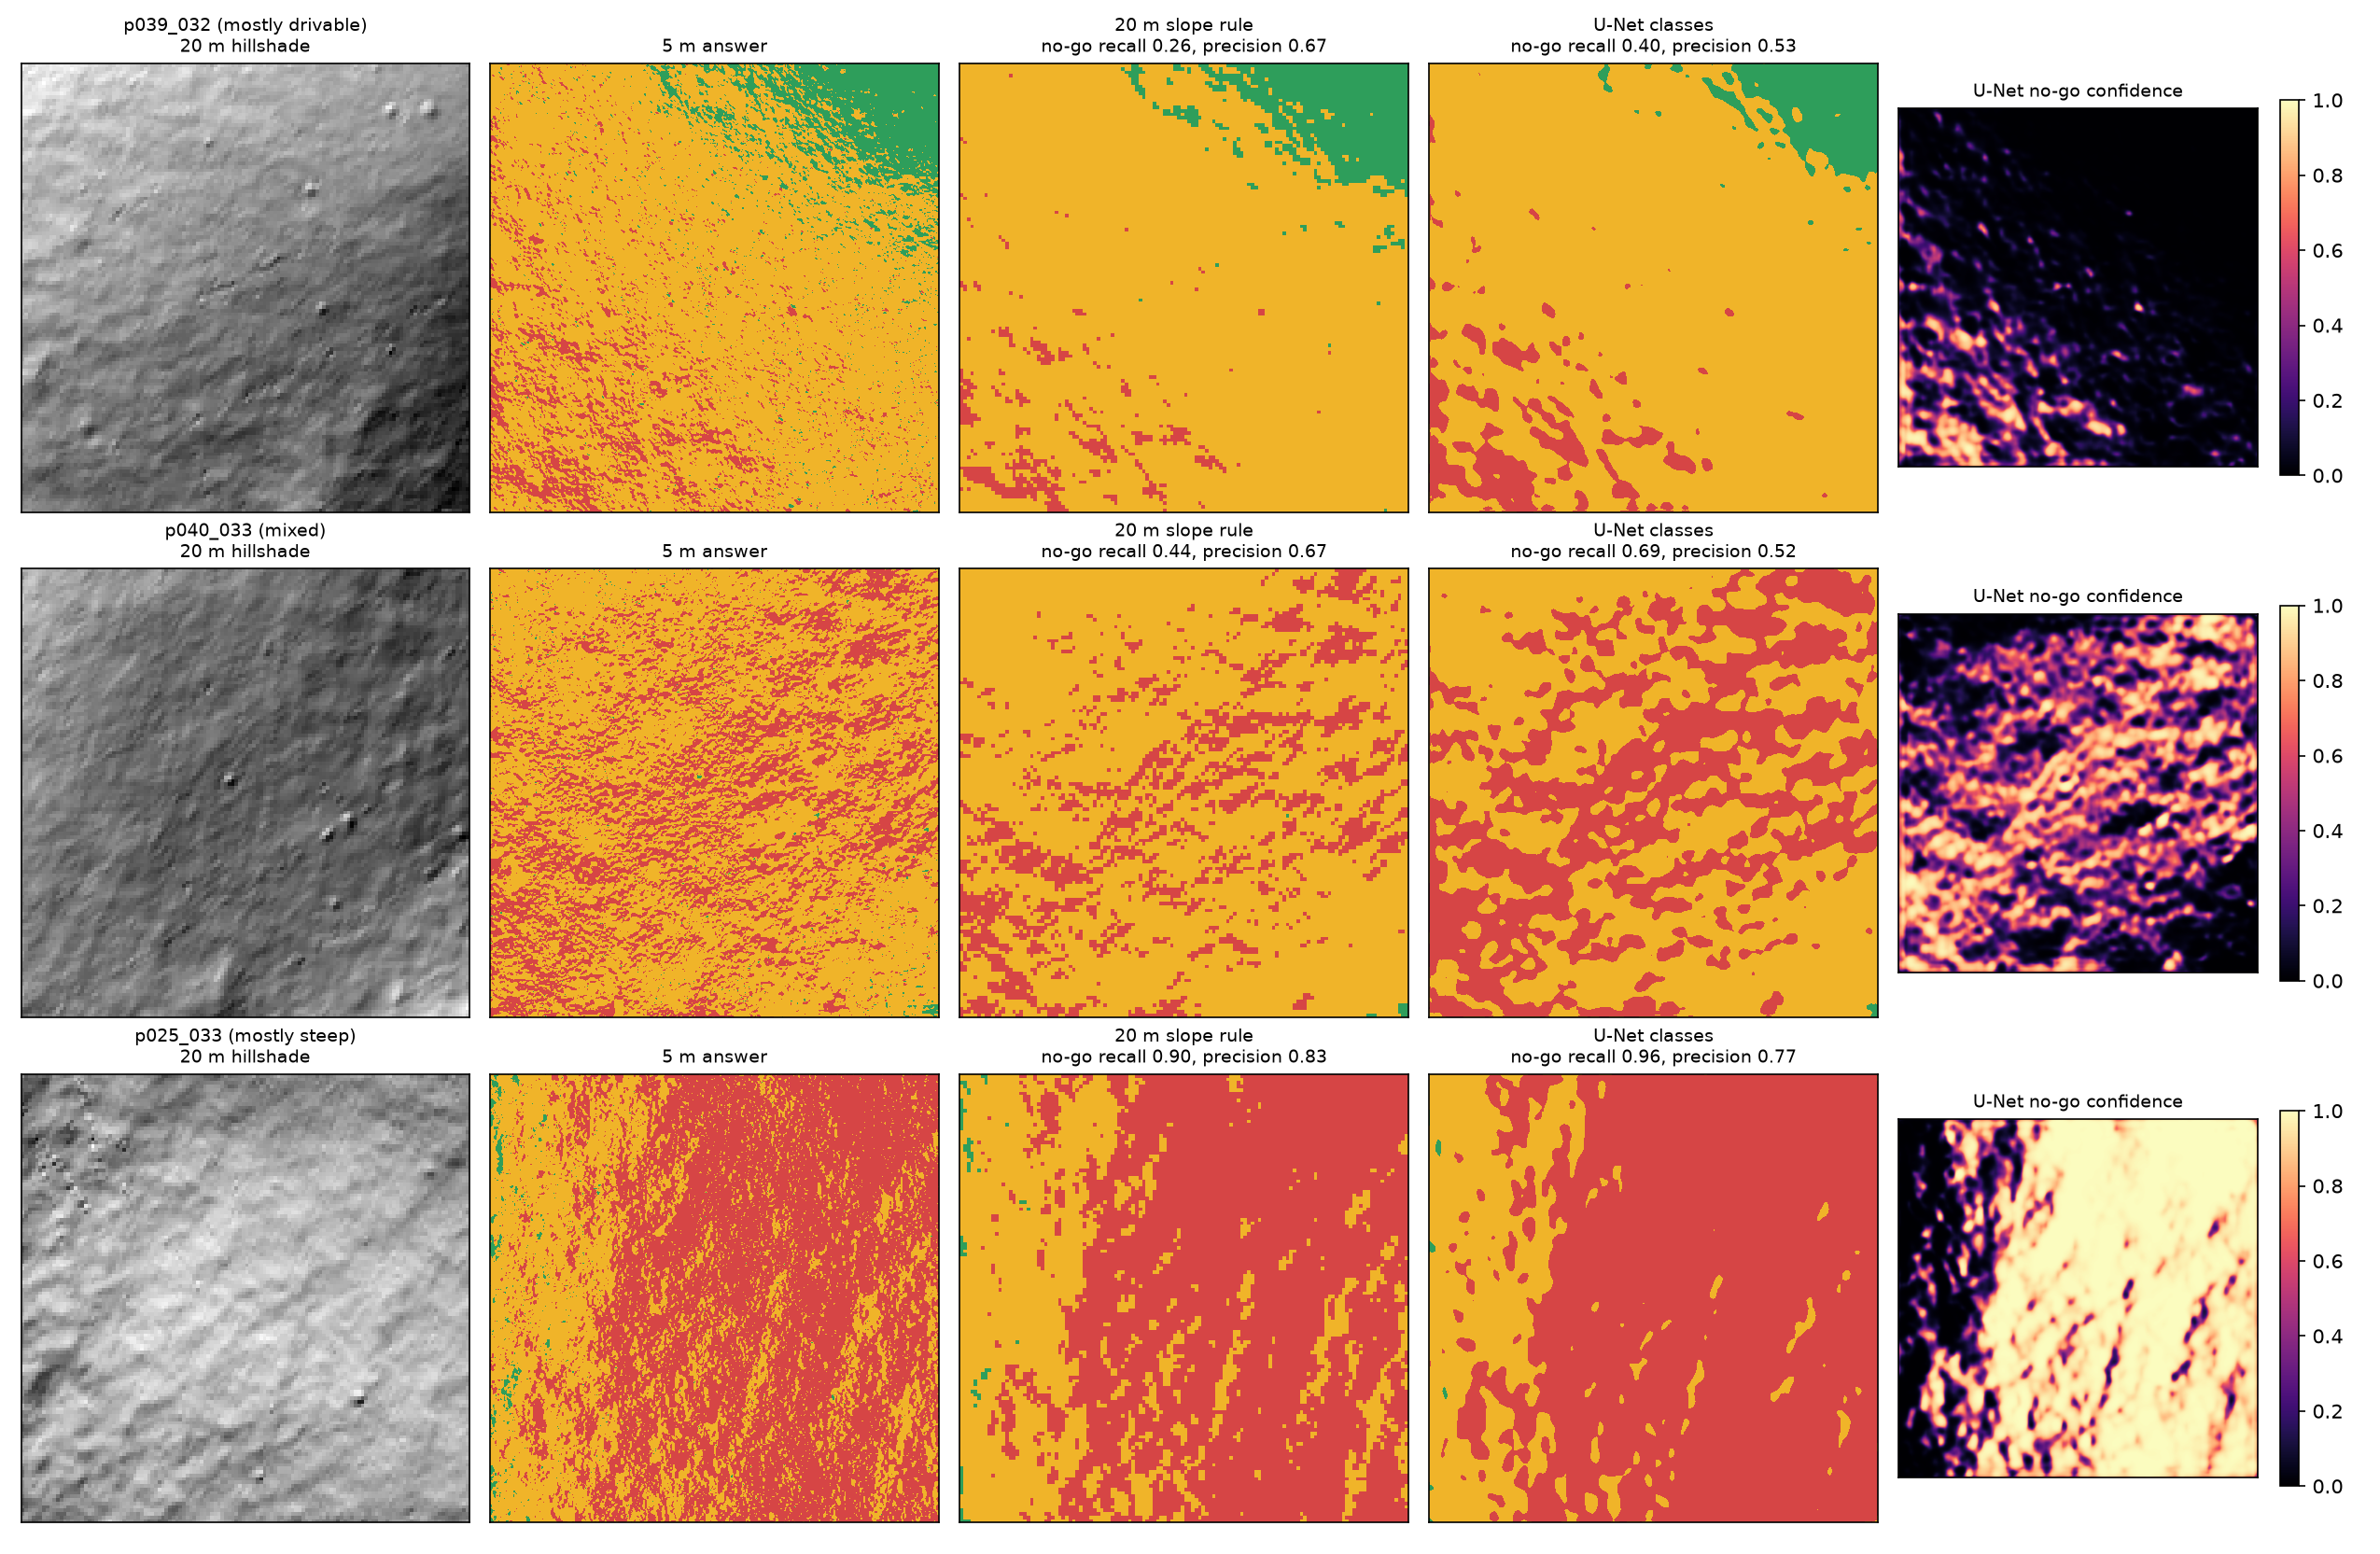 p039_032 (mostly drivable)
20 m hillshade
5 m answer
20 m slope rule
no-go recall 0.26, precision 0.67
U-Net classes
no-go recall 0.40, precision 0.53
U-Net no-go confidence
1.0
0.8
0.6
0.4
0.2
0.0
p040_033 (mixed)
20 m hillshade
5 m answer
20 m slope rule
no-go recall 0.44, precision 0.67
U-Net classes
no-go recall 0.69, precision 0.52
U-Net no-go confidence
1.0
0.8
0.6
0.4
0.2
0.0
p025_033 (mostly steep)
20 m hillshade
5 m answer
20 m slope rule
no-go recall 0.90, precision 0.83
U-Net classes
no-go recall 0.96, precision 0.77
U-Net no-go confidence
1.0
0.8
0.6
0.4
0.2
0.0